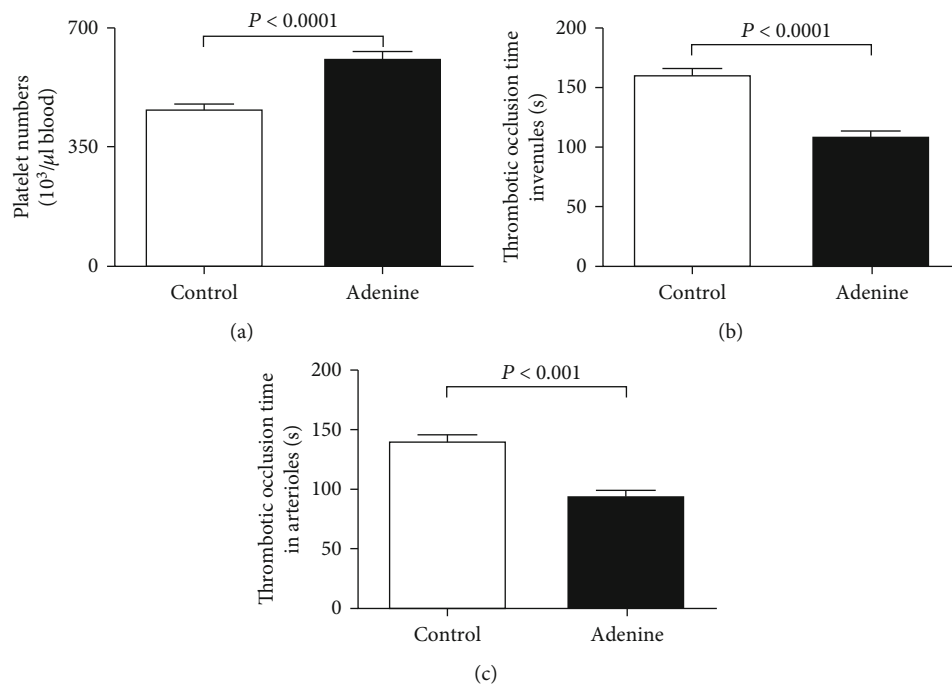 P < 0.0001
Platelet numbers
(10³/μl blood)
700
350
0
Control
Adenine
(a)
P < 0.0001
Thrombotic occlusion time
invenules (s)
200
150
100
50
0
Control
Adenine
(b)
P < 0.001
Thrombotic occlusion time
in arterioles (s)
200
150
100
50
0
Control
Adenine
(c)